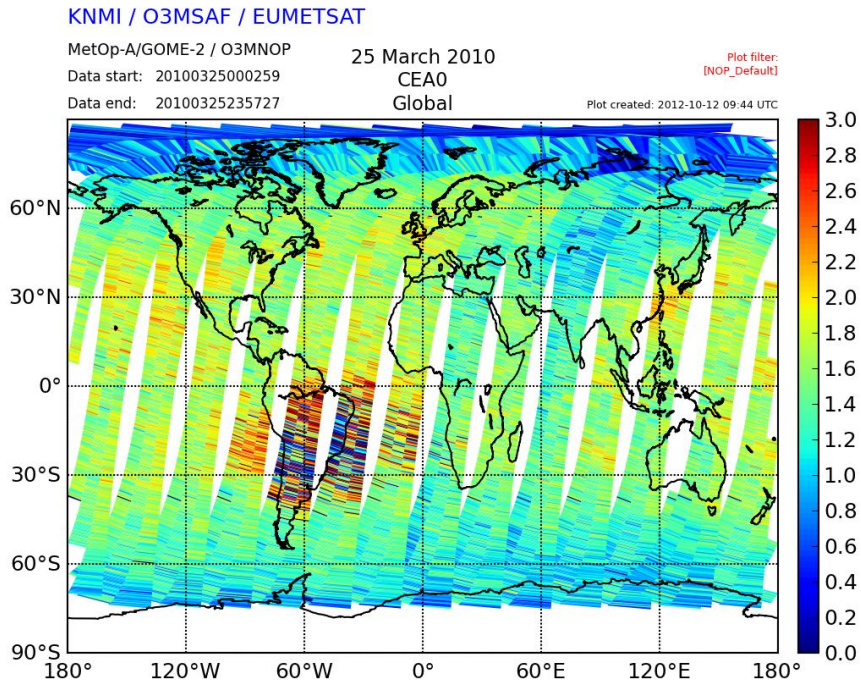 KNMI / O3MSAF / EUMETSAT
MetOp-A/GOME-2 / O3MNOP
Data start: 20100325000259
Data end: 20100325235727
25 March 2010
CEA0
Global
Plot filter:
[NOP_Default]
Plot created: 2012-10-12 09:44 UTC
60°N
30°N
0°
30°S
60°S
90°S
180° 120°W 60°W 0° 60°E 120°E 180°
3.0
2.8
2.6
2.4
2.2
2.0
1.8
1.6
1.4
1.2
1.0
0.8
0.6
0.4
0.2
0.0